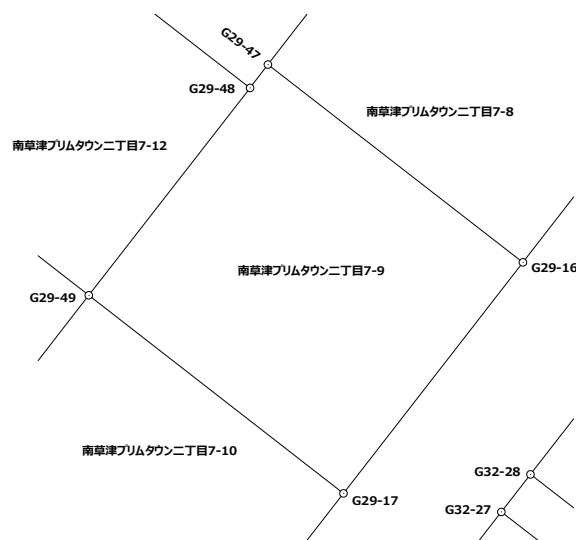 G29-47
G29-48
南草津プリムタウン二丁目7-8
南草津プリムタウン二丁目7-12
G29-16
南草津プリムタウン二丁目7-9
G29-49
南草津プリムタウン二丁目7-10
G32-28
G29-17
G32-27